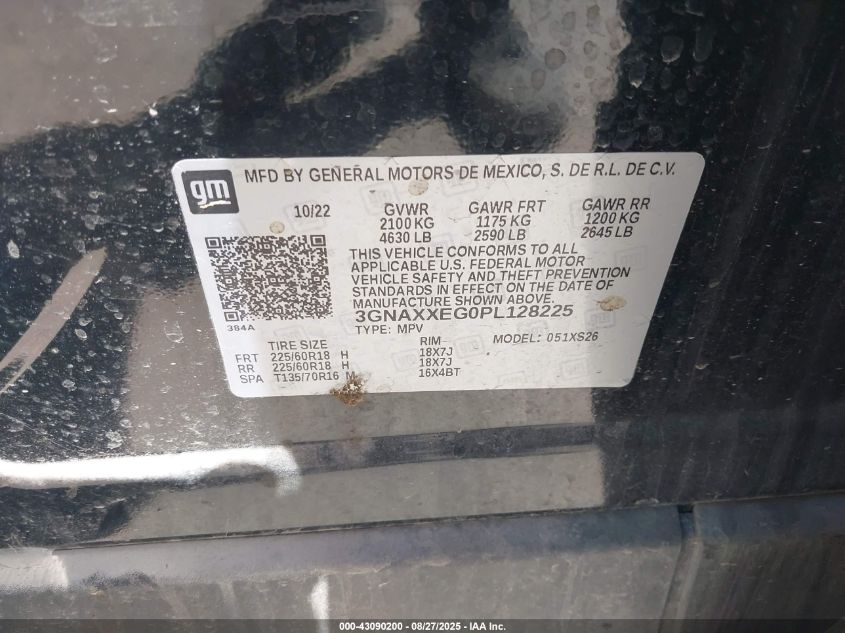 gm MFD BY GENERAL MOTORS DE MEXICO, S. DE R.L. DE C.V.
10/22 GVWR GAWR FRT GAWR RR
2100 KG 1175 KG 1200 KG
4630 LB 2590 LB 2645 LB
THIS VEHICLE CONFORMS TO ALL
APPLICABLE U.S. FEDERAL MOTOR
VEHICLE SAFETY AND THEFT PREVENTION
STANDARDS IN EFFECT ON THE DATE OF
MANUFACTURE SHOWN ABOVE.
3GNAXXEG0PL128225
384A
TYPE: MPV MODEL: 051XS26
TIRE SIZE RIM
FRT 225/60R18 H 18X7J
RR 225/60R18 H 18X7J
SPA T135/70R16 M 16X4BT
000-43090200 - 08/27/2025 - IAA Inc.